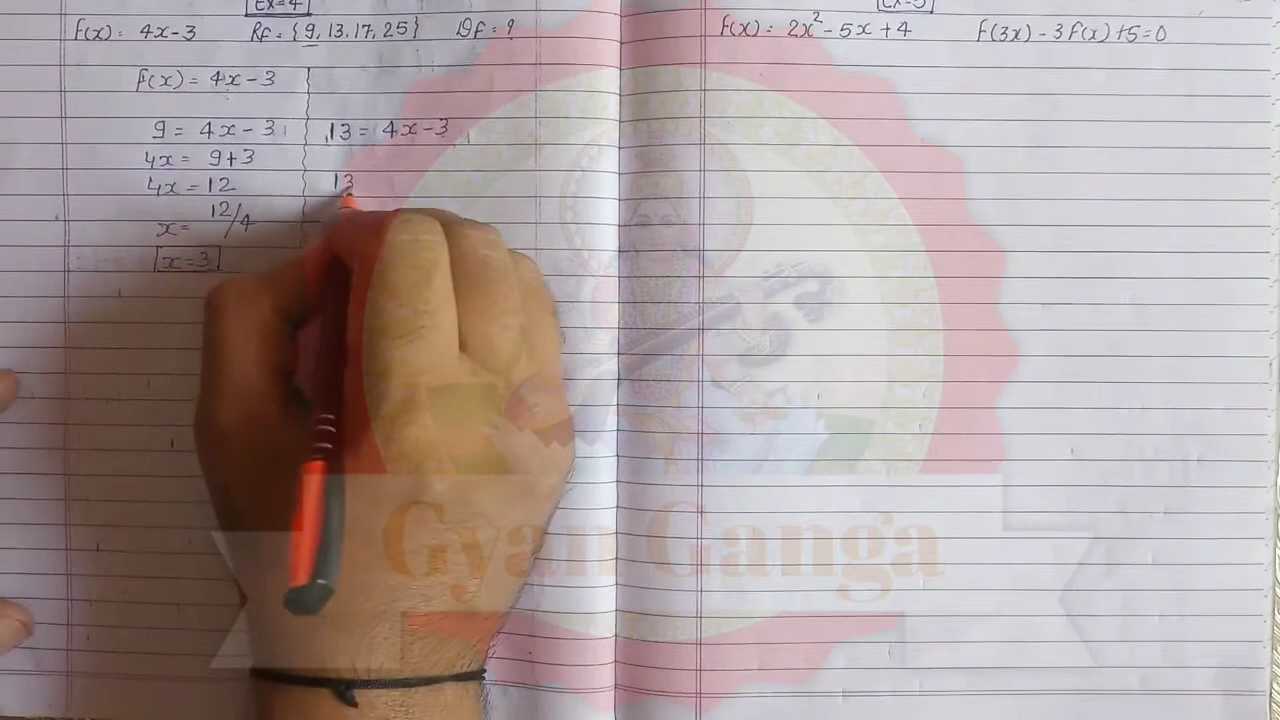 Ex=4
f(x) = 4x-3 Rf = {9, 13, 17, 25} Df = ?
f(x) = 4x-3
9 = 4x-3
4x = 9+3
4x = 12
x = 12/4
x=3
13 = 4x-3
13
f(x) = 2x²-5x+4 f(3x)-3f(x)+5=0
Gyan Ganga